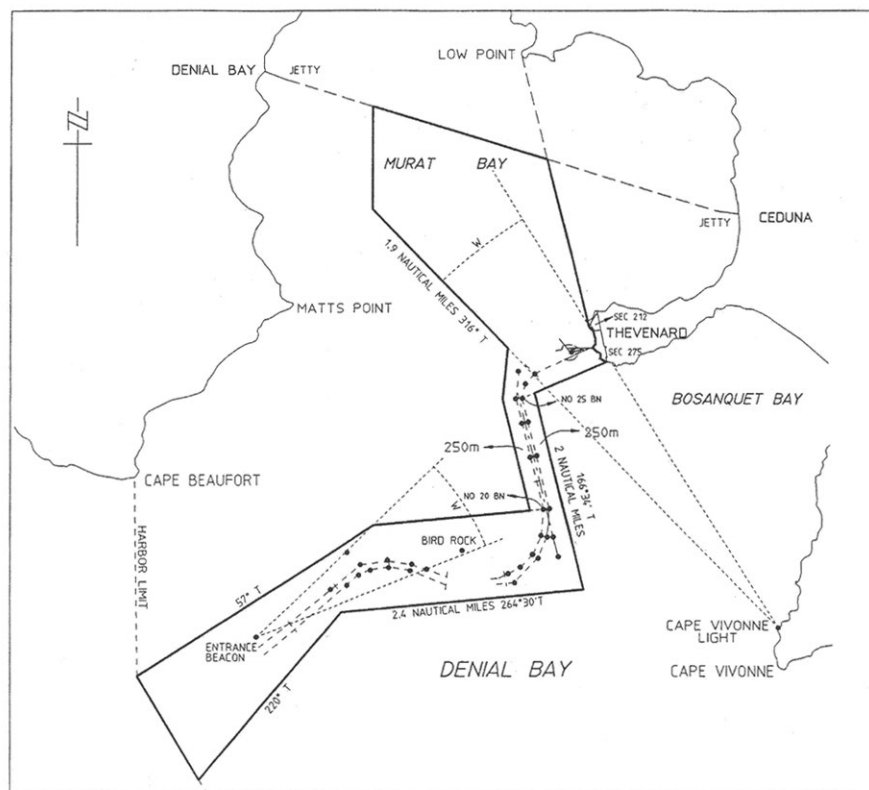 LOW POINT
DENIAL BAY
JETTY
N
MURAT BAY
W
JETTY
CEDUNA
1.9 NAUTICAL MILES 316° T
MATTS POINT
SEC 212
THEVENARD
SEC 275
NO 25 BN
BOSANQUET BAY
250m
250m
166°34' T
2 NAUTICAL MILES
CAPE BEAUFORT
NO 20 BN
W
HARBOR LIMIT
BIRD ROCK
57° T
2.4 NAUTICAL MILES 264°30'T
ENTRANCE
BEACON
CAPE VIVONNE
LIGHT
DENIAL BAY
CAPE VIVONNE
220° T